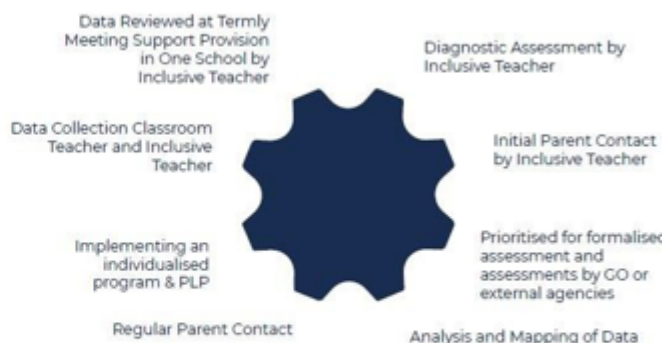 Data Reviewed at Termly
Meeting Support Provision
in One School by
Inclusive Teacher
Diagnostic Assessment by
Inclusive Teacher
Initial Parent Contact
by Inclusive Teacher
Prioritised for formalised
assessment and
assessments by GO or
external agencies
Analysis and Mapping of Data
Regular Parent Contact
Implementing an
individualised
program & PLP
Data Collection Classroom
Teacher and Inclusive
Teacher